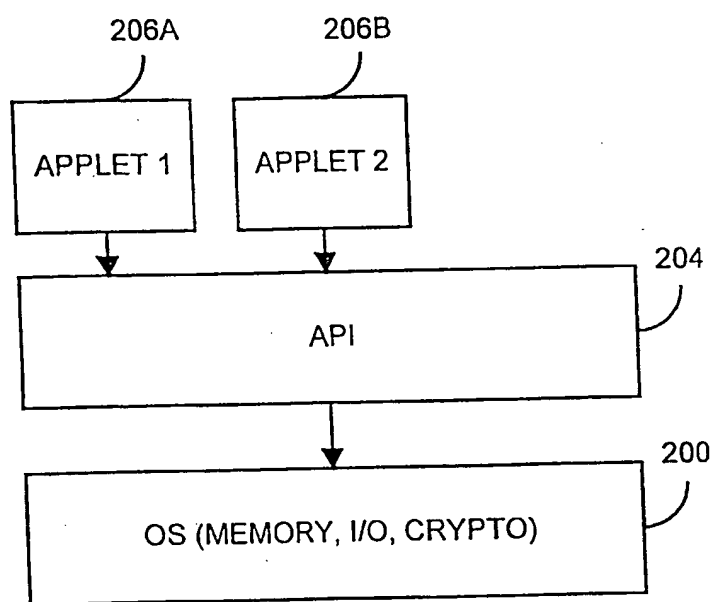 206A
206B
APPLET 1
APPLET 2
204
API
200
OS (MEMORY, I/O, CRYPTO)